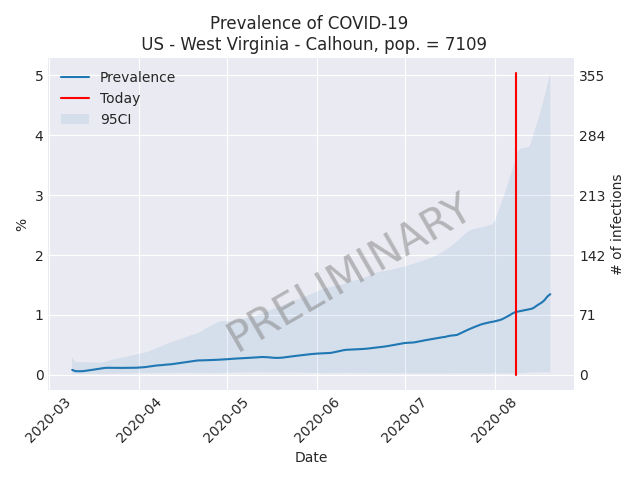 Prevalence of COVID-19
US - West Virginia - Calhoun, pop. = 7109
Prevalence
Today
95CI
PRELIMINARY
%
5
4
3
2
1
0
355
284
213
142
71
0
# of infections
2020-03
2020-04
2020-05
2020-06
2020-07
2020-08
Date